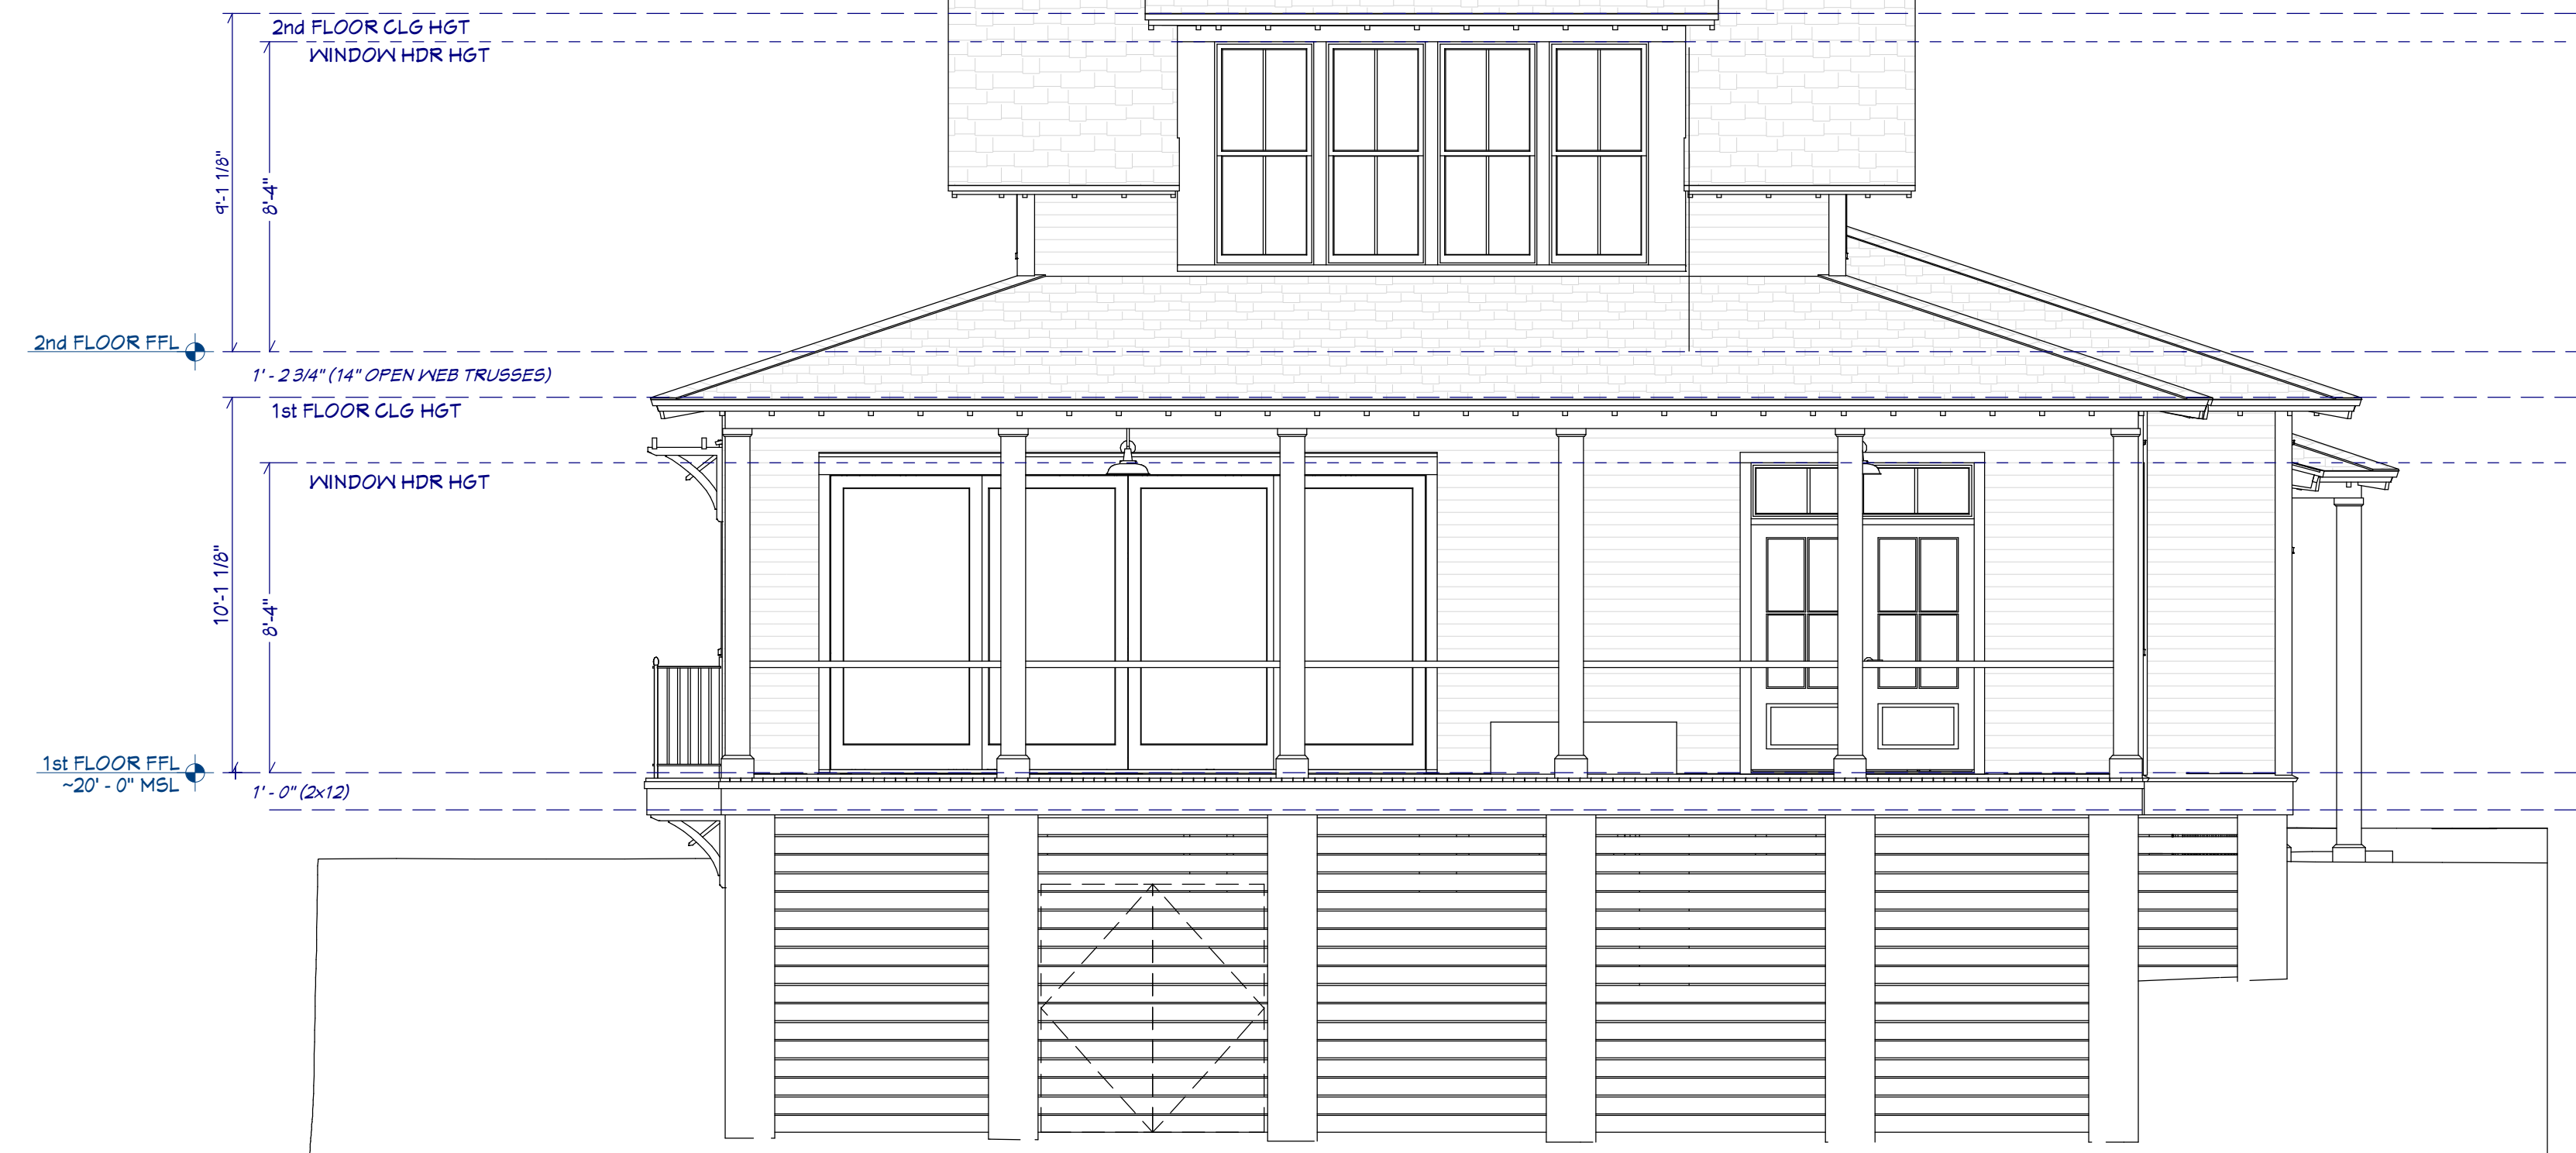 2nd FLOOR CLG HGT
WINDOW HDR HGT
9'-1 1/8"
8'-4"
2nd FLOOR FFL
1' - 2 3/4" (14" OPEN WEB TRUSSES)
1st FLOOR CLG HGT
WINDOW HDR HGT
10'-1 1/8"
8'-4"
1st FLOOR FFL
~20' - 0" MSL
1' - 0" (2x12)